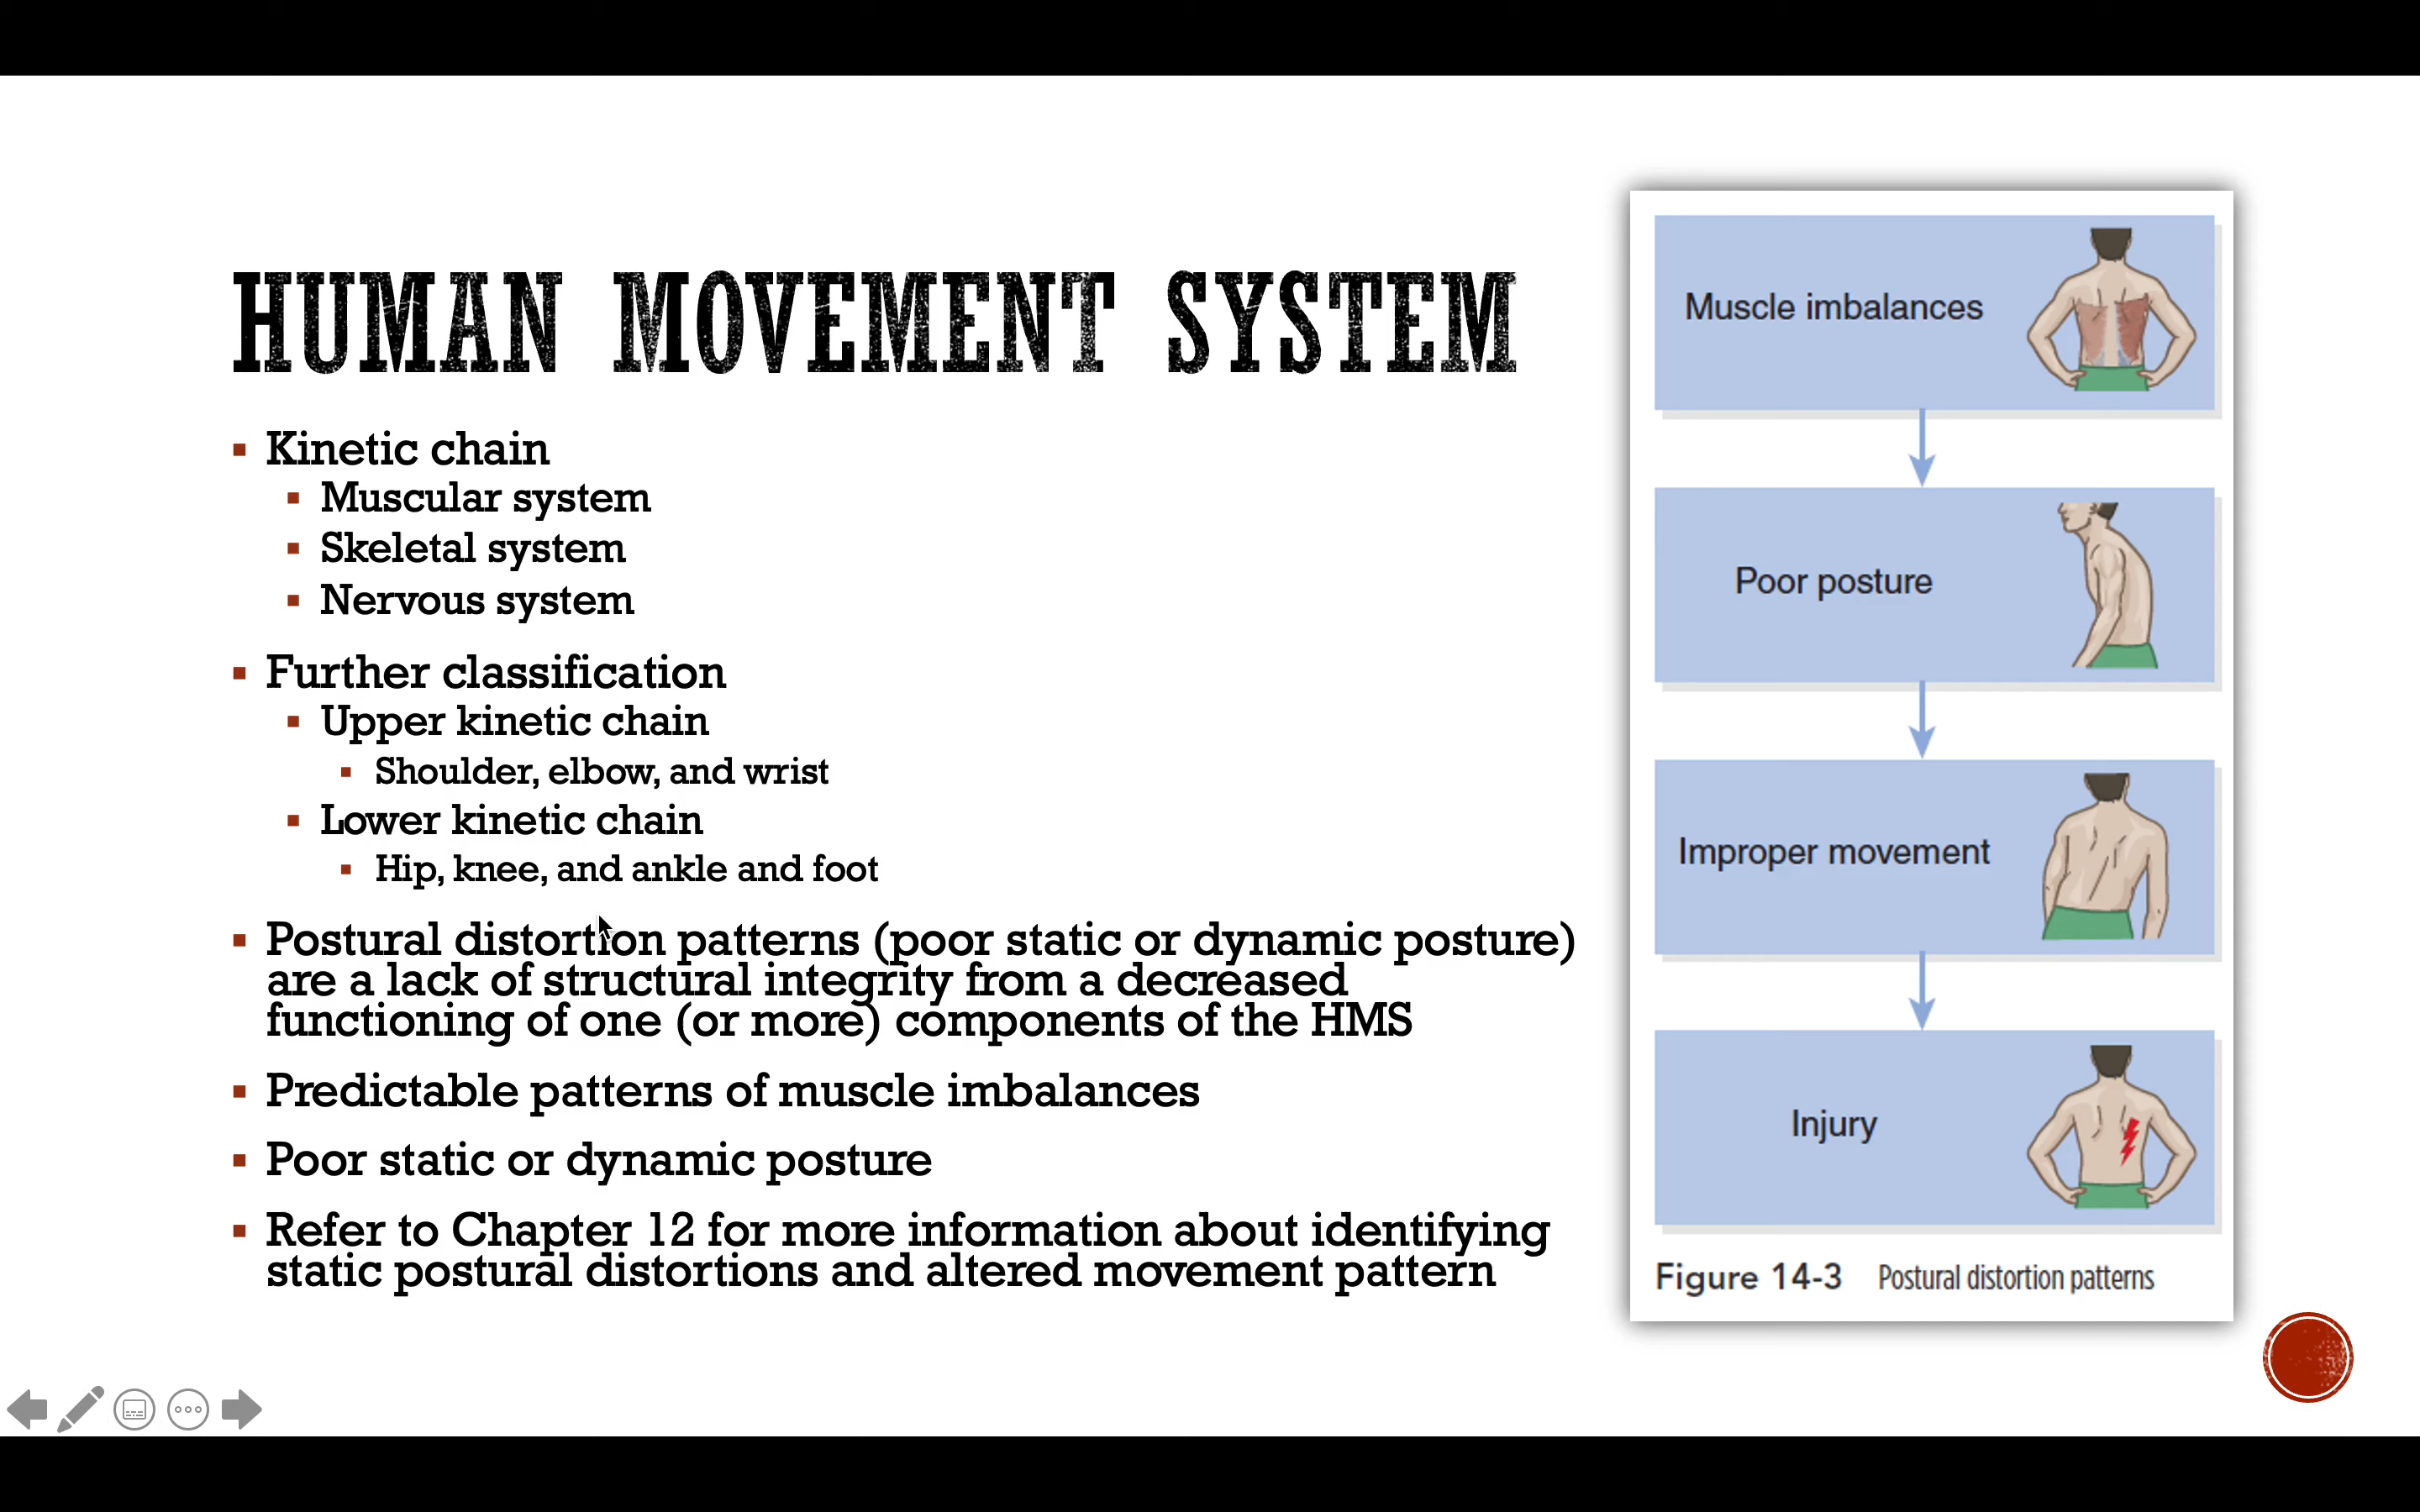 HUMAN MOVEMENT SYSTEM
Kinetic chain
Muscular system
Skeletal system
Nervous system
Further classification
Upper kinetic chain
Shoulder, elbow, and wrist
Lower kinetic chain
Hip, knee, and ankle and foot
Postural distortion patterns (poor static or dynamic posture)
are a lack of structural integrity from a decreased
functioning of one (or more) components of the HMS
Predictable patterns of muscle imbalances
Poor static or dynamic posture
Refer to Chapter 12 for more information about identifying
static postural distortions and altered movement pattern
Muscle imbalances
Poor posture
Improper movement
Injury
Figure 14-3 Postural distortion patterns